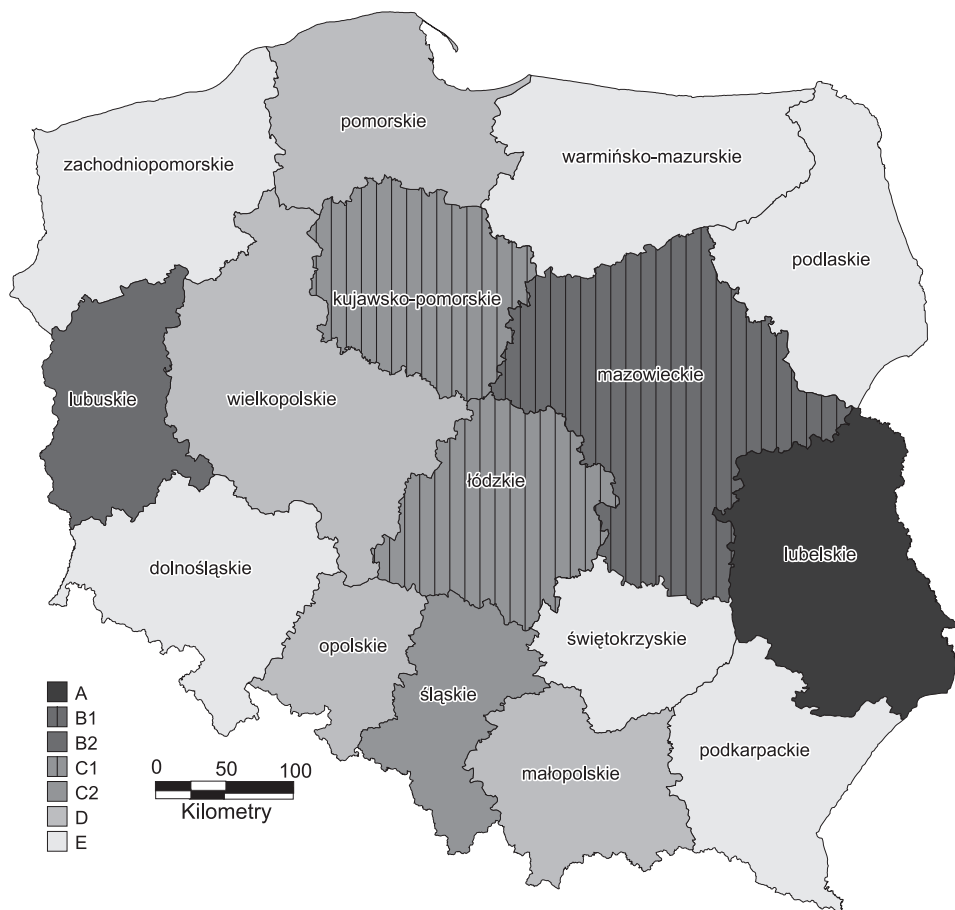 pomorskie
zachodniopomorskie
warmińsko-mazurskie
podlaskie
kujawsko-pomorskie
mazowieckie
lubuskie
wielkopolskie
łódzkie
lubelskie
dolnośląskie
opolskie
świętokrzyskie
śląskie
podkarpackie
małopolskie
A
B1
B2
C1
C2
D
E
0 50 100
Kilometry